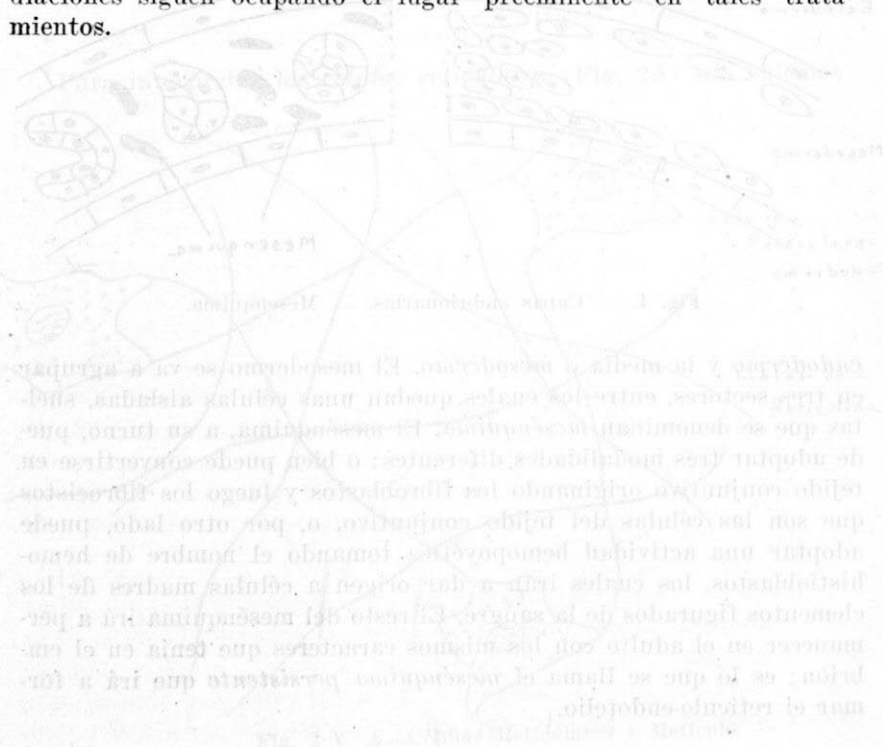 diaciones siguen ocupando el lugar preeminente en tales trata-
mientos.
Mesenquima
Fig. 1. Mesenquima.
endodermo y la media o mesodermo. El mesodermo se va a agrupar
en tres sectores, entre los cuales quedan unas células aisladas, suel-
tas que se denominan mesénquima. El mesénquima, a su turno, pue-
de adoptar tres modalidades diferentes: o bien puede convertirse en
tejido conjuntivo originando los fibroblastos y luego los fibrocistos
que son las células del tejido conjuntivo, o, por otro lado, puede
adoptar una actividad hemopoyética tomando el nombre de hemo-
histioblastos, los cuales irán a dar origen a células madres de los
elementos figurados de la sangre. El resto del mesénquima irá a per-
manecer en el adulto con los mismos caracteres que tenía en el em-
brión: es lo que se llama el mesénquima persistente que irá a for-
mar el retículo-endotelio.